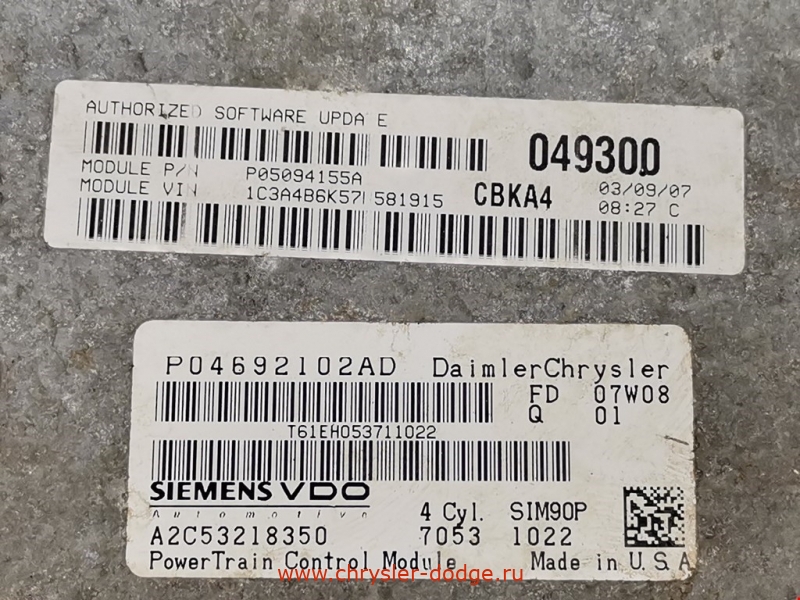 AUTHORIZED SOFTWARE UPDA E
049300
MODULE P/N P05094155A
MODULE VIN 581915
CBKA4
03/09/07
08:27 C
P04692102AD DaimlerChrysler
FD 07W08
Q 01
T61EH053711022
SIEMENS VDO
Automotive
4 Cyl. SIM90P
A2C53218350 7053 1022
PowerTrain Control Module Made in U.S.A
www.chrysler-dodge.ru